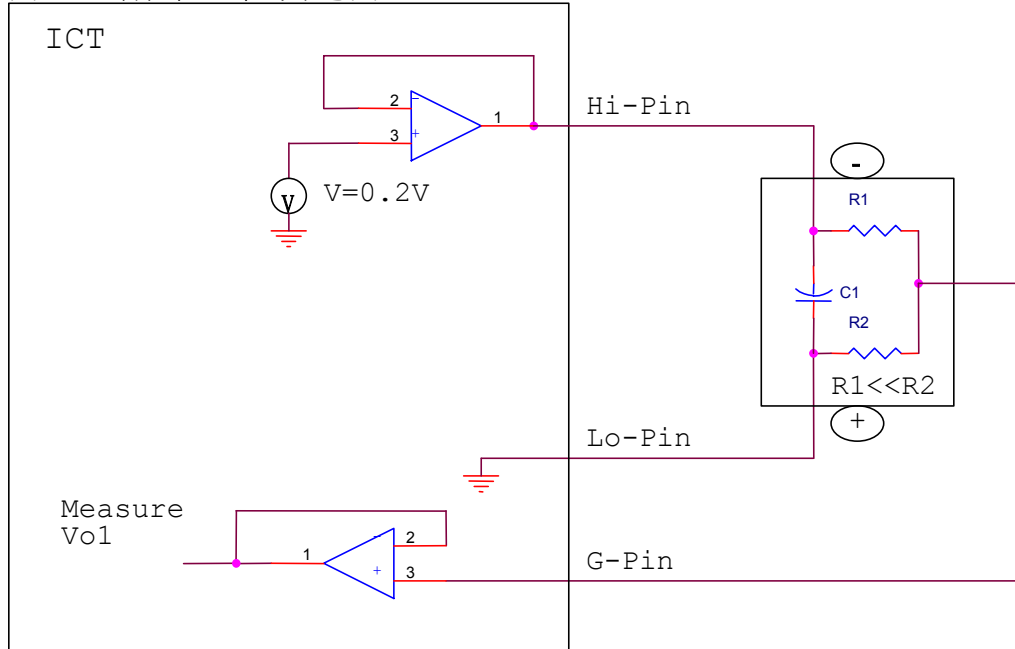 ICT
2
1
3
Hi-Pin
V
V=0.2V
-
R1
C1
R2
R1<<R2
+
Lo-Pin
Measure
Vol
2
1
3
G-Pin